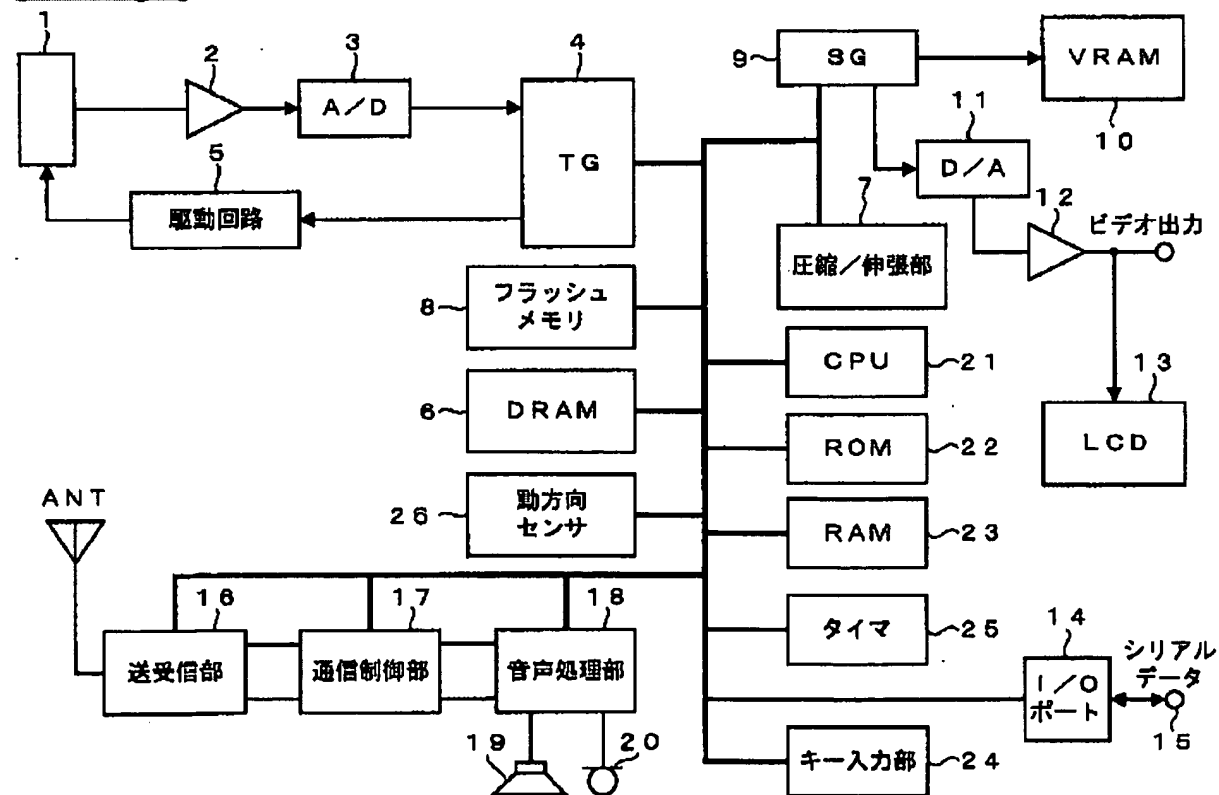 1
2
3
A/D
4
TG
5
駆動回路
9
SG
VRAM
10
11
D/A
12
ビデオ出力
7
圧縮/伸張部
8
フラッシュ
メモリ
CPU
21
13
LCD
6
DRAM
ROM
22
ANT
26
動方向
センサ
RAM
23
16
送受信部
17
通信制御部
18
音声処理部
タイマ
25
14
I/O
ポート
シリアル
データ
15
19
20
キー入力部
24